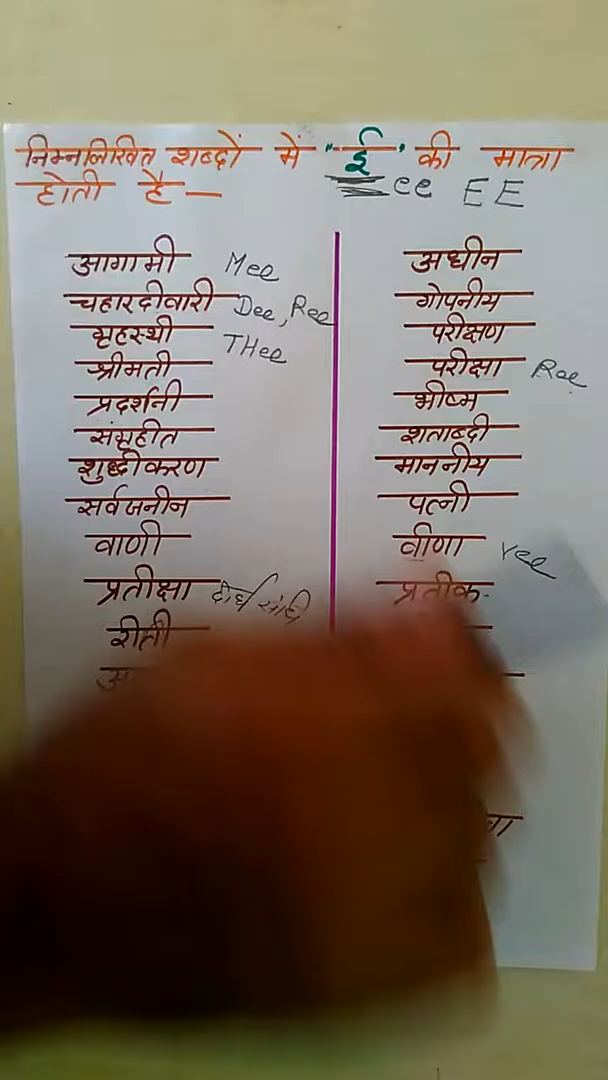 निम्नलिखित शब्दों में "ई" की मात्रा
होती है — ee EE
आगामी Mee
चहारदीवारी Dee, Ree
गृहस्थी THee
श्रीमती
प्रदर्शनी
संगृहीत
शुद्धीकरण
सर्वजनीन
वाणी
प्रतीक्षा दीर्घ संधि
रीती
अधीन
गोपनीय
परीक्षण
परीक्षा Ree
भीष्म
शताब्दी
माननीय
पत्नी
वीणा vee
प्रतीक